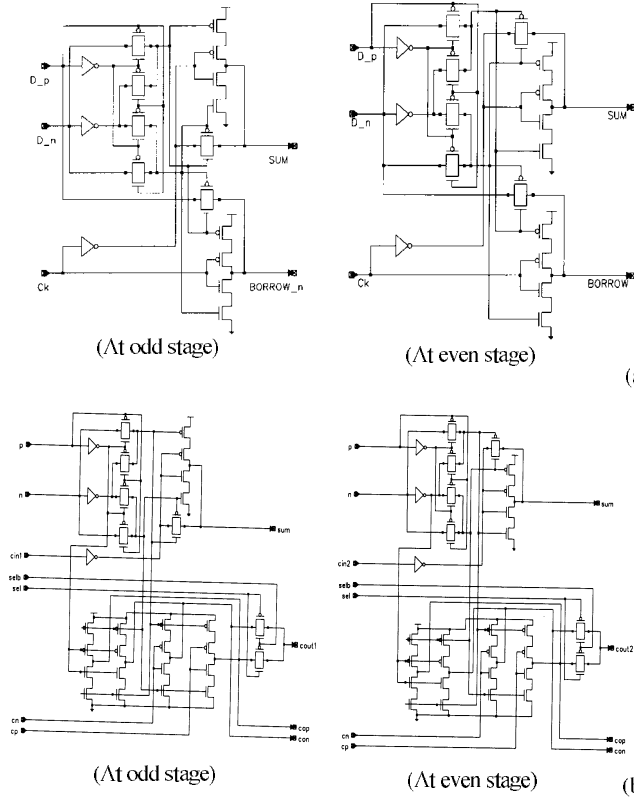 D_p
D_n
Ck
SUM
BORROW_n
(At odd stage)
D_p
D_n
Ck
SUM
BORROW
(At even stage)
(a
p
n
cin1
selb
sel
cn
cp
sum
cout1
cop
con
(At odd stage)
p
n
cin2
selb
sel
cn
cp
sum
cout2
cop
con
(At even stage)
(b